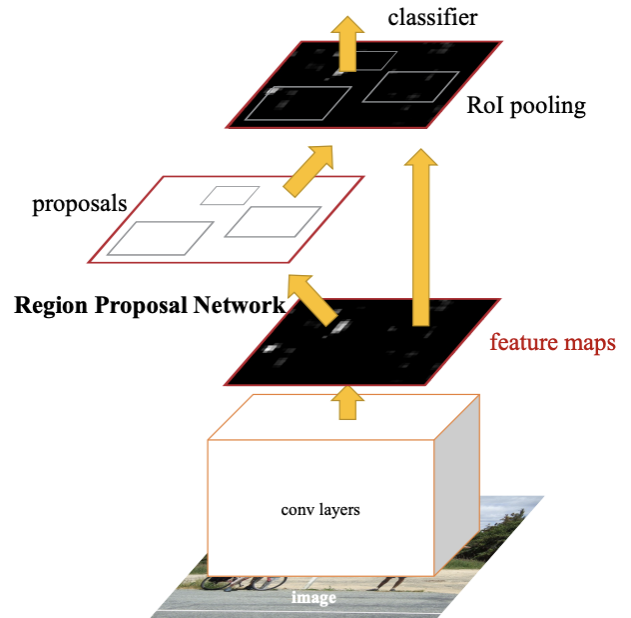 classifier
RoI pooling
proposals
Region Proposal Network
feature maps
conv layers
image